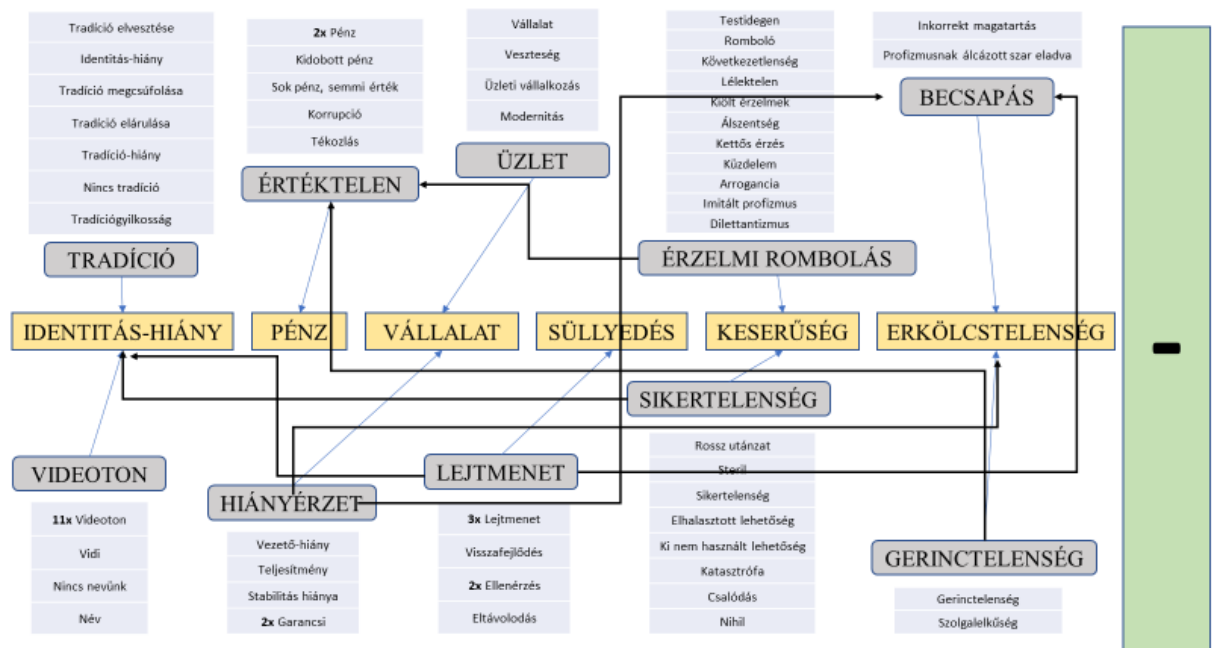 Tradíció elvesztése
Identitás-hiány
Tradíció megcsúfolása
Tradíció elárulása
Tradíció-hiány
Nincs tradíció
Tradíciógyilkosság
TRADÍCIÓ
2x Pénz
Kidobott pénz
Sok pénz, semmi érték
Korrupció
Tékozlás
ÉRTÉKTELEN
Vállalat
Veszteség
Üzleti vállalkozás
Modernitás
ÜZLET
Testidegen
Romboló
Következetlenség
Lélektelen
Kiölt érzelmek
Álszentség
Kettős érzés
Küzdelem
Arrogancia
Imitált profizmus
Dilettantizmus
ÉRZELMI ROMBOLÁS
Inkorrekt magatartás
Profizmusnak álcázott szar eladva
BECSAPÁS
IDENTITÁS-HIÁNY
PÉNZ
VÁLLALAT
SÜLLYEDÉS
KESERŰSÉG
ERKÖLCSTELENSÉG
-
VIDEOTON
11x Videoton
Vidi
Nincs nevünk
Név
HIÁNYÉRZET
Vezető-hiány
Teljesítmény
Stabilitás hiánya
2x Garancsi
LEJTMENET
3x Lejtmenet
Visszafejlődés
2x Ellenérzés
Eltávolodás
SIKERTELENSÉG
Rossz utánzat
Steril
Sikertelenség
Elhalasztott lehetőség
Ki nem használt lehetőség
Katasztrófa
Csalódás
Nihil
GERINCTELENSÉG
Gerinctelenség
Szolgalelkűség